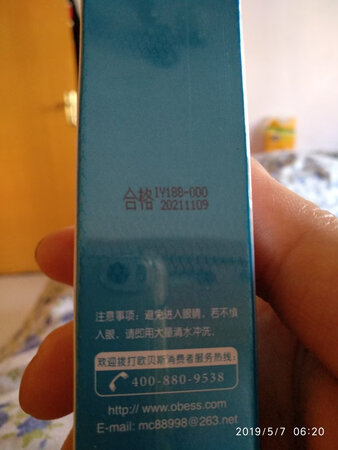 合格 IY188-000
20211109
注意事项：避免进入眼睛，若不慎
入眼，请即用大量清水冲洗。
欢迎拨打欧贝斯消费者服务热线：
400-880-9538
http://www.obess.com
E-mail: mc88998@263.net
2019/5/7 06:20